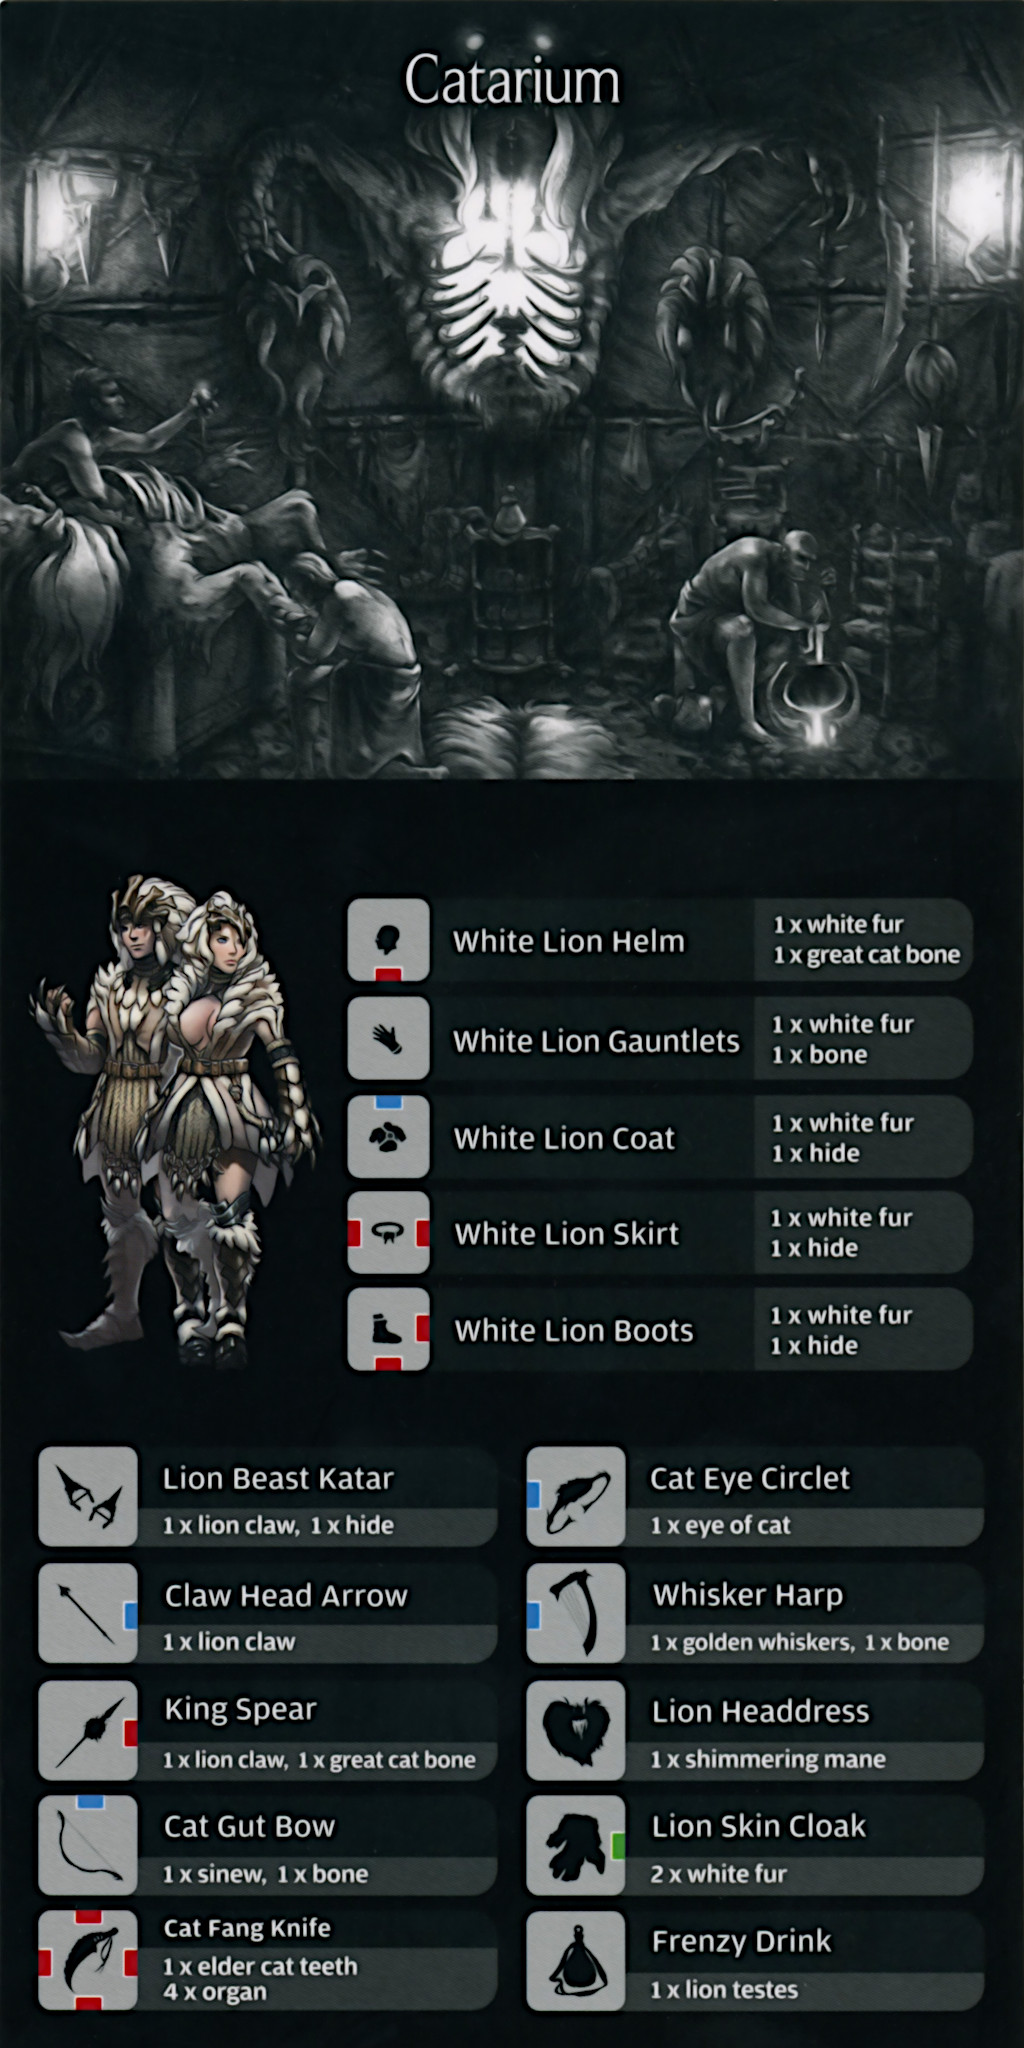 Catarium
White Lion Helm
1 x white fur
1 x great cat bone
White Lion Gauntlets
1 x white fur
1 x bone
White Lion Coat
1 x white fur
1 x hide
White Lion Skirt
1 x white fur
1 x hide
White Lion Boots
1 x white fur
1 x hide
Lion Beast Katar
1 x lion claw, 1 x hide
Claw Head Arrow
1 x lion claw
King Spear
1 x lion claw, 1 x great cat bone
Cat Gut Bow
1 x sinew, 1 x bone
Cat Fang Knife
1 x elder cat teeth
4 x organ
Cat Eye Circlet
1 x eye of cat
Whisker Harp
1 x golden whiskers, 1 x bone
Lion Headdress
1 x shimmering mane
Lion Skin Cloak
2 x white fur
Frenzy Drink
1 x lion testes